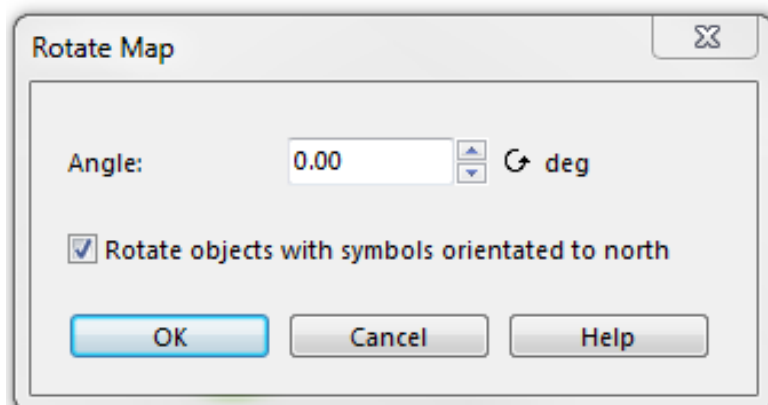 Rotate Map
Angle: 0.00 deg
Rotate objects with symbols orientated to north
OK Cancel Help